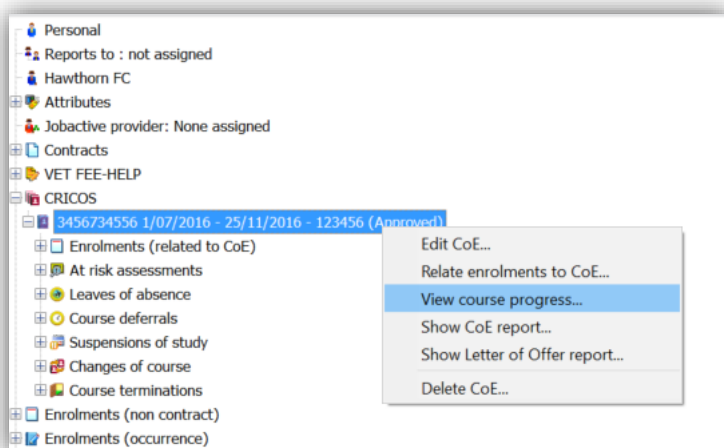 Personal
Reports to : not assigned
Hawthorn FC
Attributes
Jobactive provider: None assigned
Contracts
VET FEE-HELP
CRICOS
3456734556 1/07/2016 - 25/11/2016 - 123456 (Approved)
Enrolments (related to CoE)
At risk assessments
Leaves of absence
Course deferrals
Suspensions of study
Changes of course
Course terminations
Enrolments (non contract)
Enrolments (occurrence)
Edit CoE...
Relate enrolments to CoE...
View course progress...
Show CoE report...
Show Letter of Offer report...
Delete CoE...